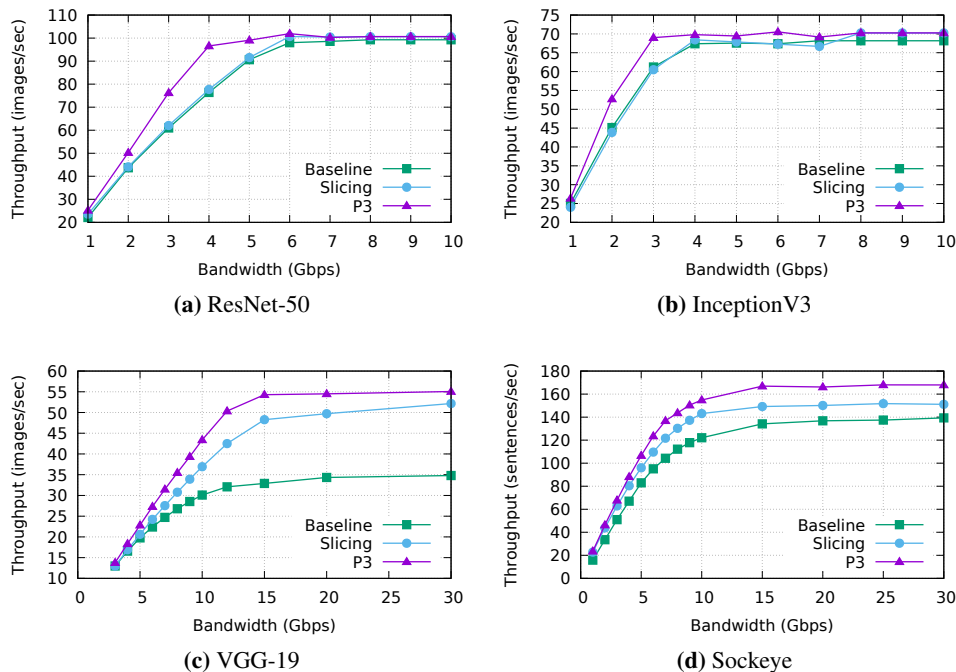 Throughput (images/sec)
110
100
90
80
70
60
50
40
30
20
1 2 3 4 5 6 7 8 9 10
Bandwidth (Gbps)
Baseline
Slicing
P3
(a) ResNet-50
Throughput (images/sec)
75
70
65
60
55
50
45
40
35
30
25
20
1 2 3 4 5 6 7 8 9 10
Bandwidth (Gbps)
Baseline
Slicing
P3
(b) InceptionV3
Throughput (images/sec)
60
55
50
45
40
35
30
25
20
15
10
0 5 10 15 20 25 30
Bandwidth (Gbps)
Baseline
Slicing
P3
(c) VGG-19
Throughput (sentences/sec)
180
160
140
120
100
80
60
40
20
0
0 5 10 15 20 25 30
Bandwidth (Gbps)
Baseline
Slicing
P3
(d) Sockeye